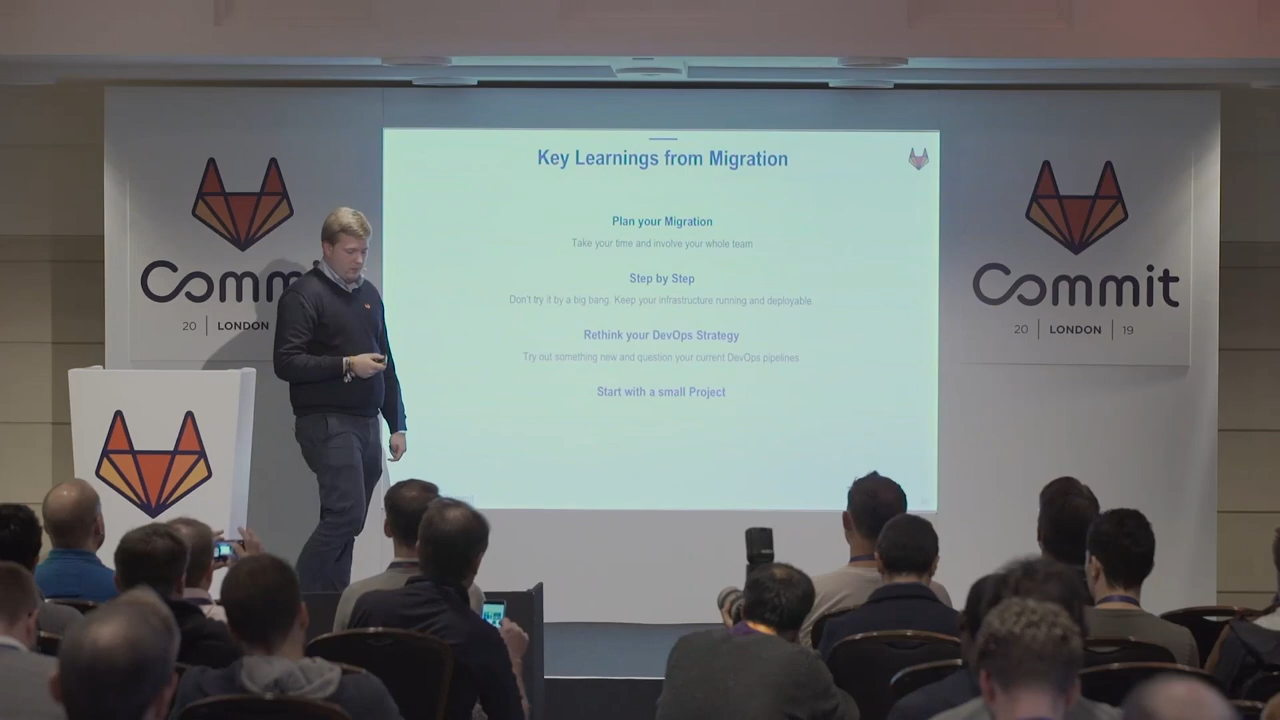 Key Learnings from Migration
Plan your Migration
Take your time and involve your whole team
Step by Step
Don't try it by a big bang. Keep your infrastructure running and deployable.
Rethink your DevOps Strategy
Try out something new and question your current DevOps pipelines
Start with a small Project
Commi
20 | LONDON
Commit
20 | LONDON | 19